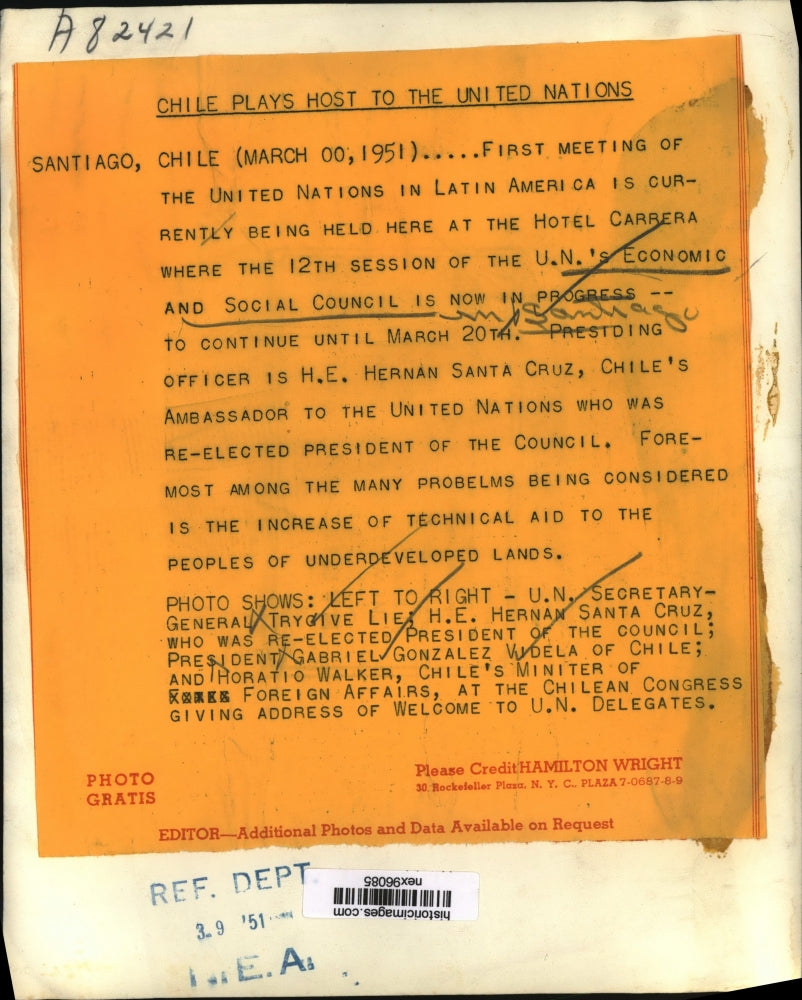 A82421
CHILE PLAYS HOST TO THE UNITED NATIONS
SANTIAGO, CHILE (MARCH 00, 1951).....FIRST MEETING OF
THE UNITED NATIONS IN LATIN AMERICA IS CUR-
RENTLY BEING HELD HERE AT THE HOTEL CARRERA
WHERE THE 12TH SESSION OF THE U.N.'S ECONOMIC
AND SOCIAL COUNCIL IS NOW IN PROGRESS --
in Santiago
TO CONTINUE UNTIL MARCH 20TH. PRESIDING
OFFICER IS H.E. HERNAN SANTA CRUZ, CHILE'S
AMBASSADOR TO THE UNITED NATIONS WHO WAS
RE-ELECTED PRESIDENT OF THE COUNCIL. FORE-
MOST AMONG THE MANY PROBELMS BEING CONSIDERED
IS THE INCREASE OF TECHNICAL AID TO THE
PEOPLES OF UNDERDEVELOPED LANDS.
PHOTO SHOWS: LEFT TO RIGHT - U.N. SECRETARY-
GENERAL TRYGIVE LIE; H.E. HERNAN SANTA CRUZ,
WHO WAS RE-ELECTED PRESIDENT OF THE COUNCIL;
PRESIDENT GABRIEL GONZALEZ VIDELA OF CHILE;
AND HORATIO WALKER, CHILE'S MINITER OF
FOREIGN AFFAIRS, AT THE CHILEAN CONGRESS
GIVING ADDRESS OF WELCOME TO U.N. DELEGATES.
PHOTO
GRATIS
Please Credit HAMILTON WRIGHT
30 Rockefeller Plaza, N. Y. C., PLAZA 7-0687-8-9
EDITOR—Additional Photos and Data Available on Request
REF. DEPT.
3-9 '51
N.E.A.
nex96085
historicimages.com